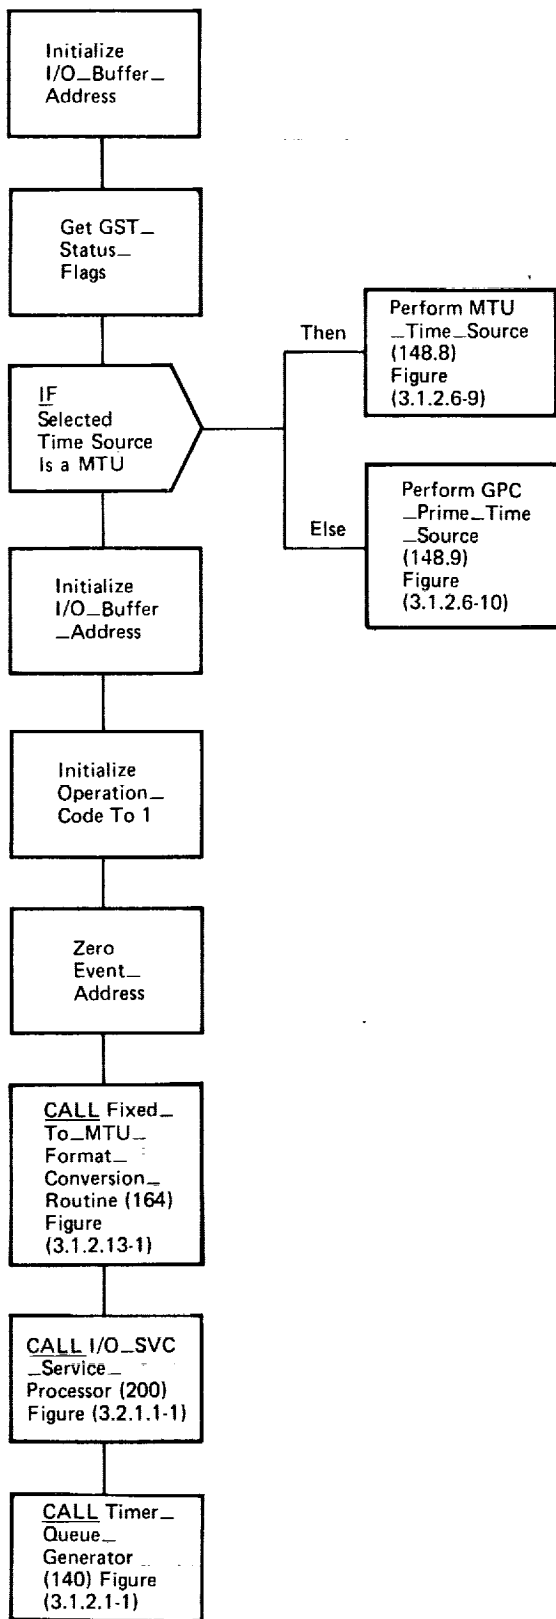 Initialize
I/O_Buffer_
Address
Get GST_
Status_
Flags
IF
Selected
Time Source
Is a MTU
Then
Perform MTU
_Time_Source
(148.8)
Figure
(3.1.2.6-9)
Else
Perform GPC
_Prime_Time
_Source
(148.9)
Figure
(3.1.2.6-10)
Initialize
I/O_Buffer
_Address
Initialize
Operation_
Code To 1
Zero
Event_
Address
CALL Fixed_
To_MTU_
Format_
Conversion_
Routine (164)
Figure
(3.1.2.13-1)
CALL I/O_SVC
_Service_
Processor (200)
Figure (3.2.1.1-1)
CALL Timer_
Queue_
Generator
(140) Figure
(3.1.2.1-1)